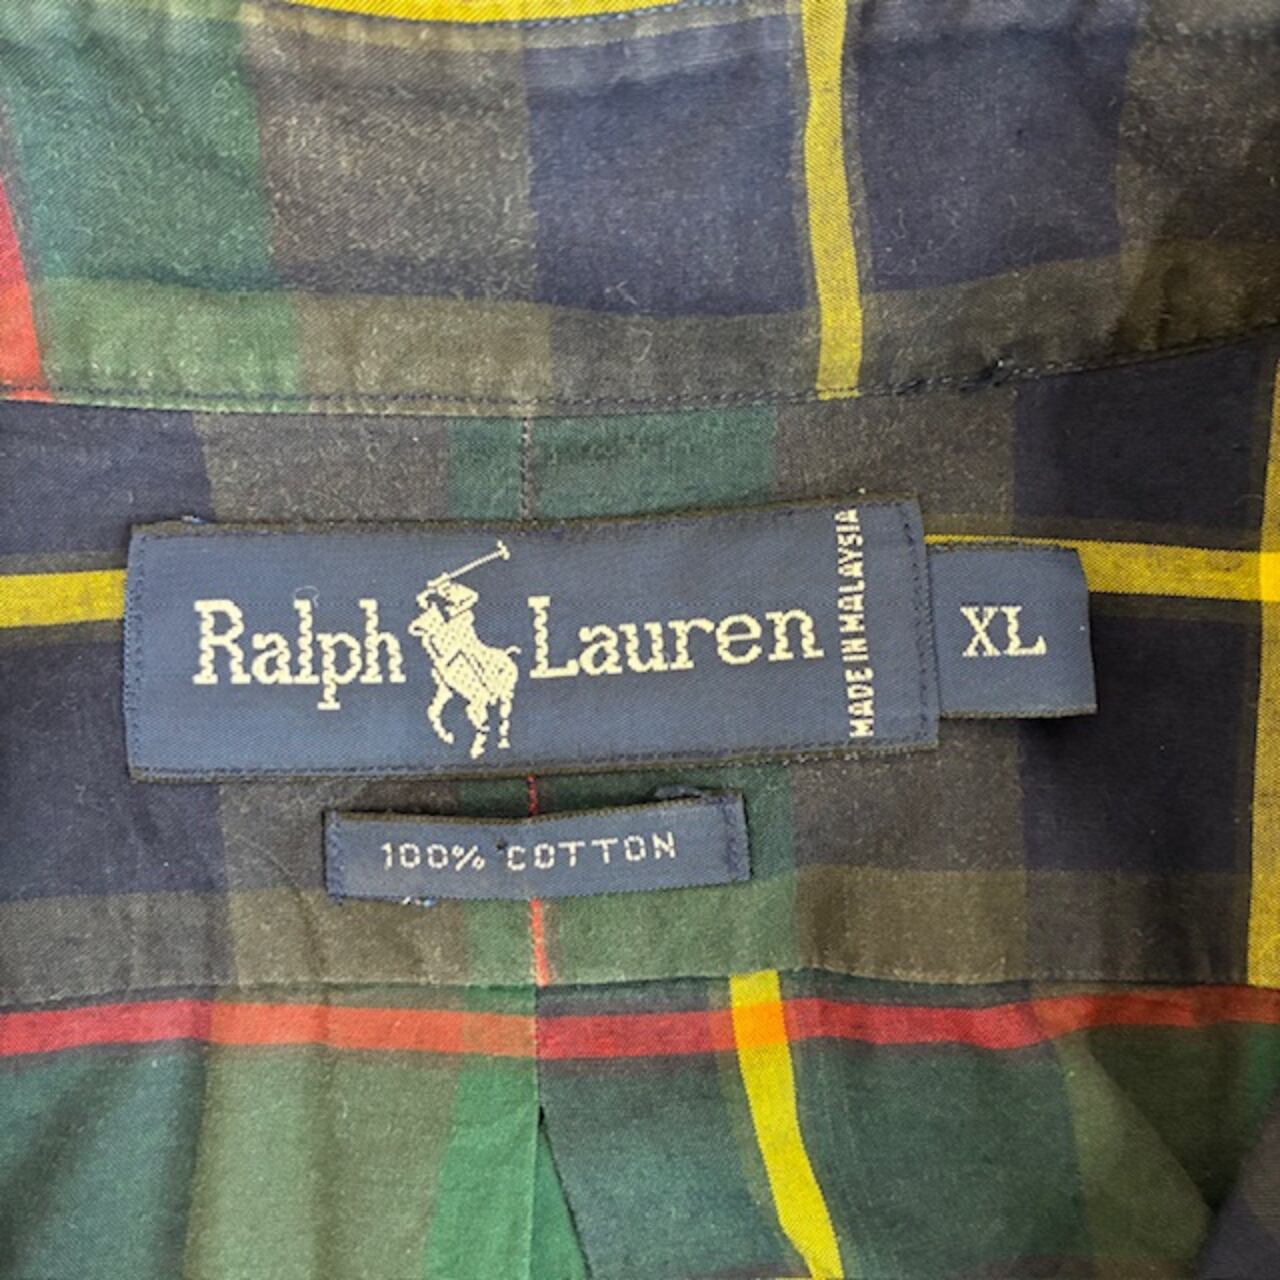 Ralph Lauren
MADE IN MALAYSIA
XL
100% COTTON